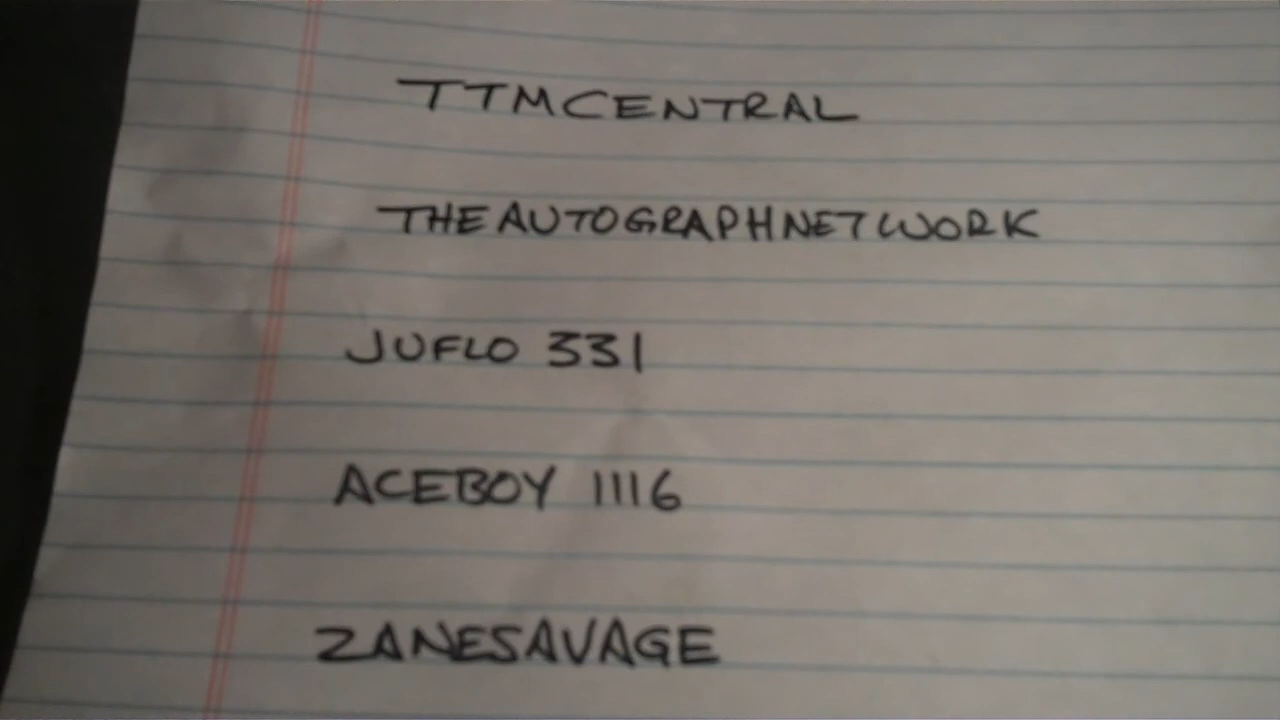 TTMCENTRAL
THEAUTOGRAPHNETWORK
JUFLO 331
ACEBOY 1116
ZANESAVAGE